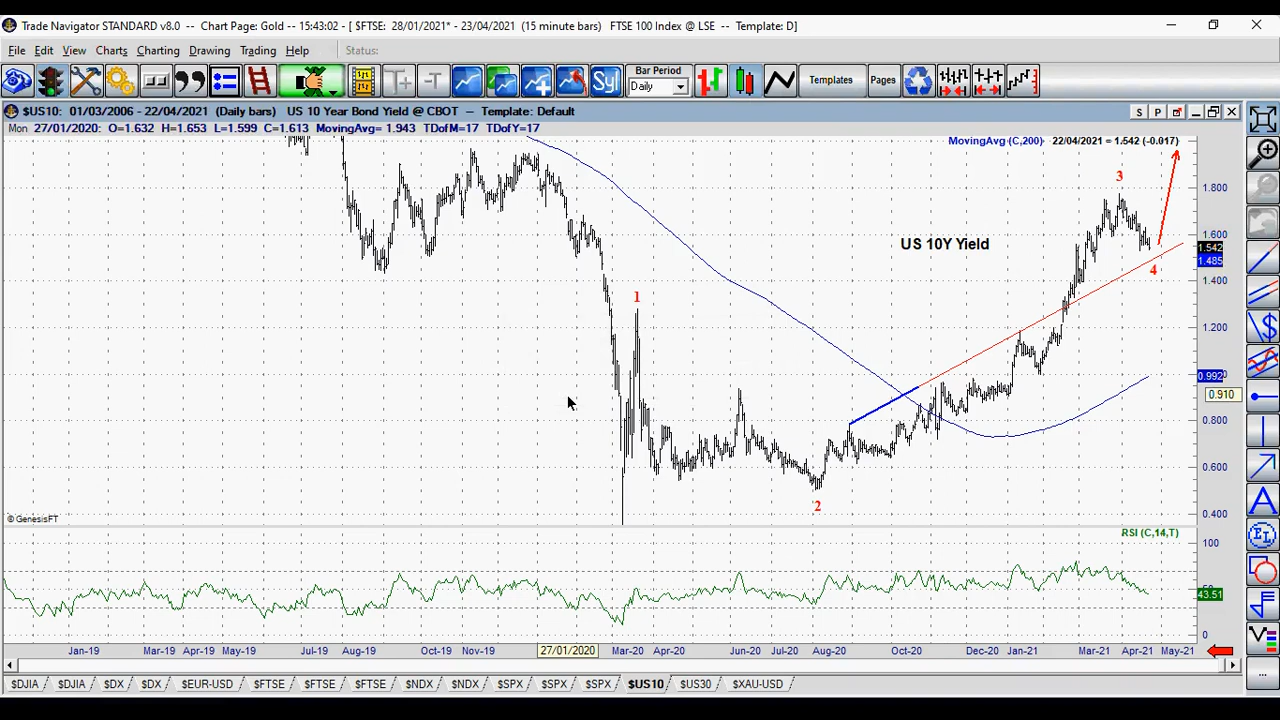 Trade Navigator STANDARD v8.0 - Chart Page: Gold - 15:43:02 - [ $FTSE: 28/01/2021* - 23/04/2021 (15 minute bars) FTSE 100 Index @ LSE - Template: D]
File Edit View Charts Charting Drawing Trading Help Status:
Sy Bar Period Daily Templates Pages
$US10: 01/03/2006 - 22/04/2021 (Daily bars) US 10 Year Bond Yield @ CBOT – Template: Default S P
Mon 27/01/2020: O=1.632 H=1.653 L=1.599 C=1.613 MovingAvg= 1.943 TDofM=17 TDofY=17
MovingAvg (C,200) 22/04/2021 = 1.542 (-0.017)
3
1.800
US 10Y Yield
1.600
1.542
1.485
4
1.400
1
1.200
0.992
0.910
0.800
0.600
2
0.400
© GenesisFT
RSI (C,14,T)
100
43.51
0
Jan-19 Mar-19 Apr-19 May-19 Jul-19 Aug-19 Oct-19 Nov-19 27/01/2020 Mar-20 Apr-20 Jun-20 Jul-20 Aug-20 Oct-20 Dec-20 Jan-21 Mar-21 Apr-21 May-21
$DJIA $DJIA $DX $DX $EUR-USD $FTSE $FTSE $FTSE $NDX $NDX $SPX $SPX $SPX $US10 $US30 $XAU-USD